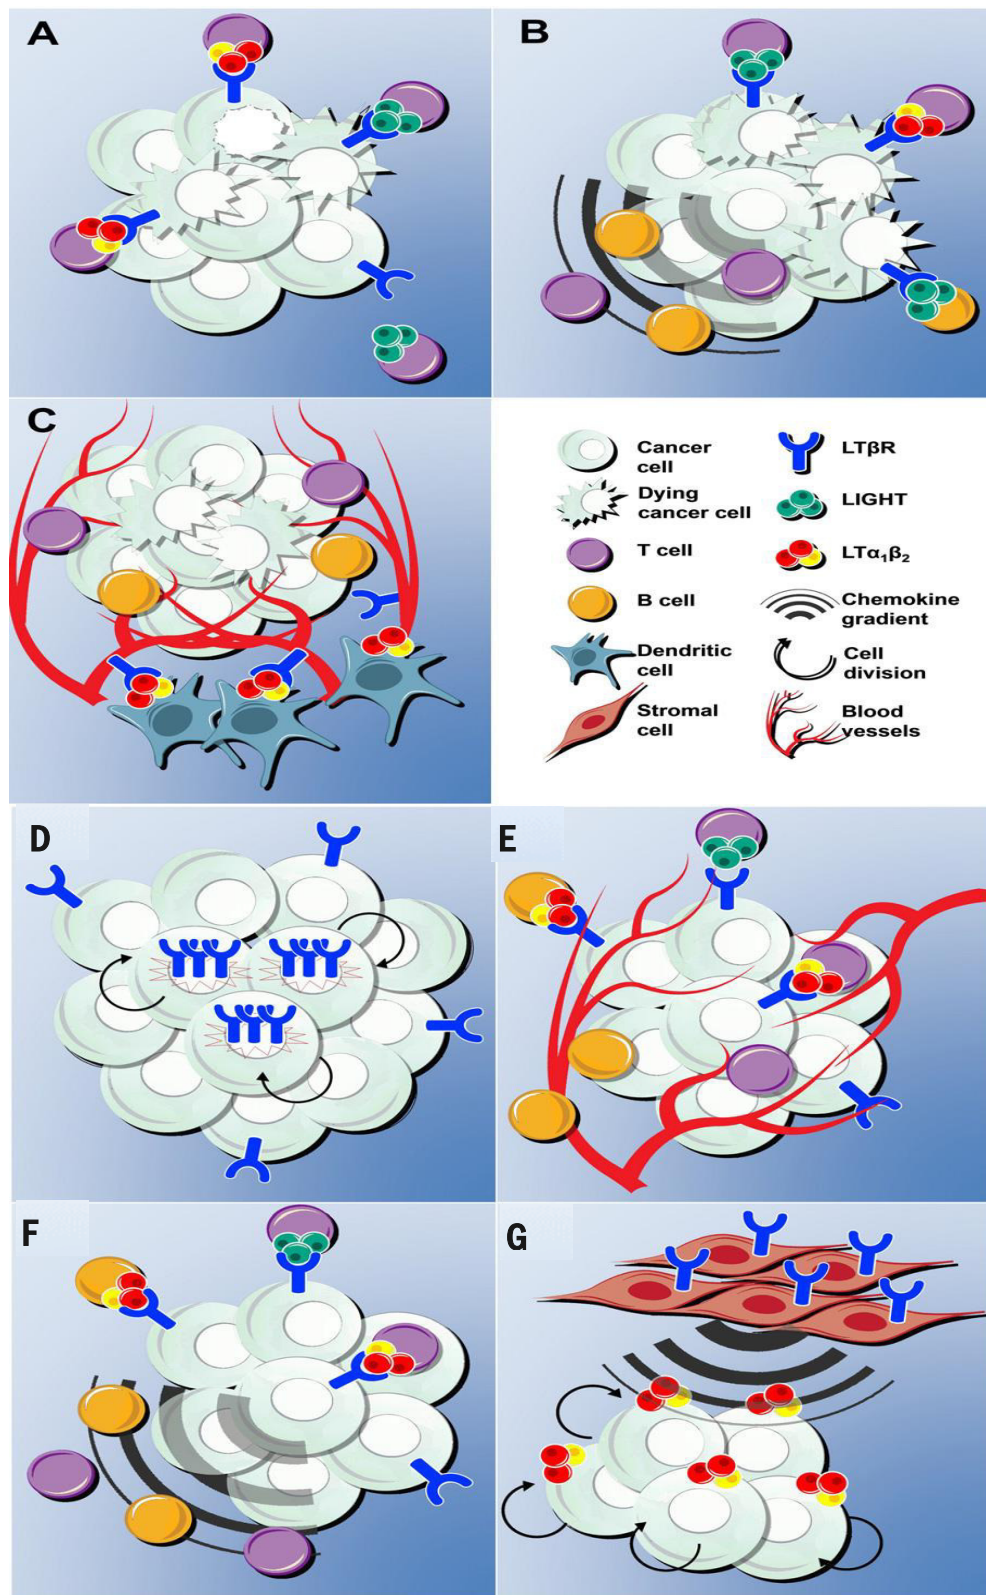 A
B
C
Cancer
cell
LTβR
Dying
cancer cell
LIGHT
T cell
LTα₁β₂
B cell
Chemokine
gradient
Dendritic
cell
Cell
division
Stromal
cell
Blood
vessels
D
E
F
G